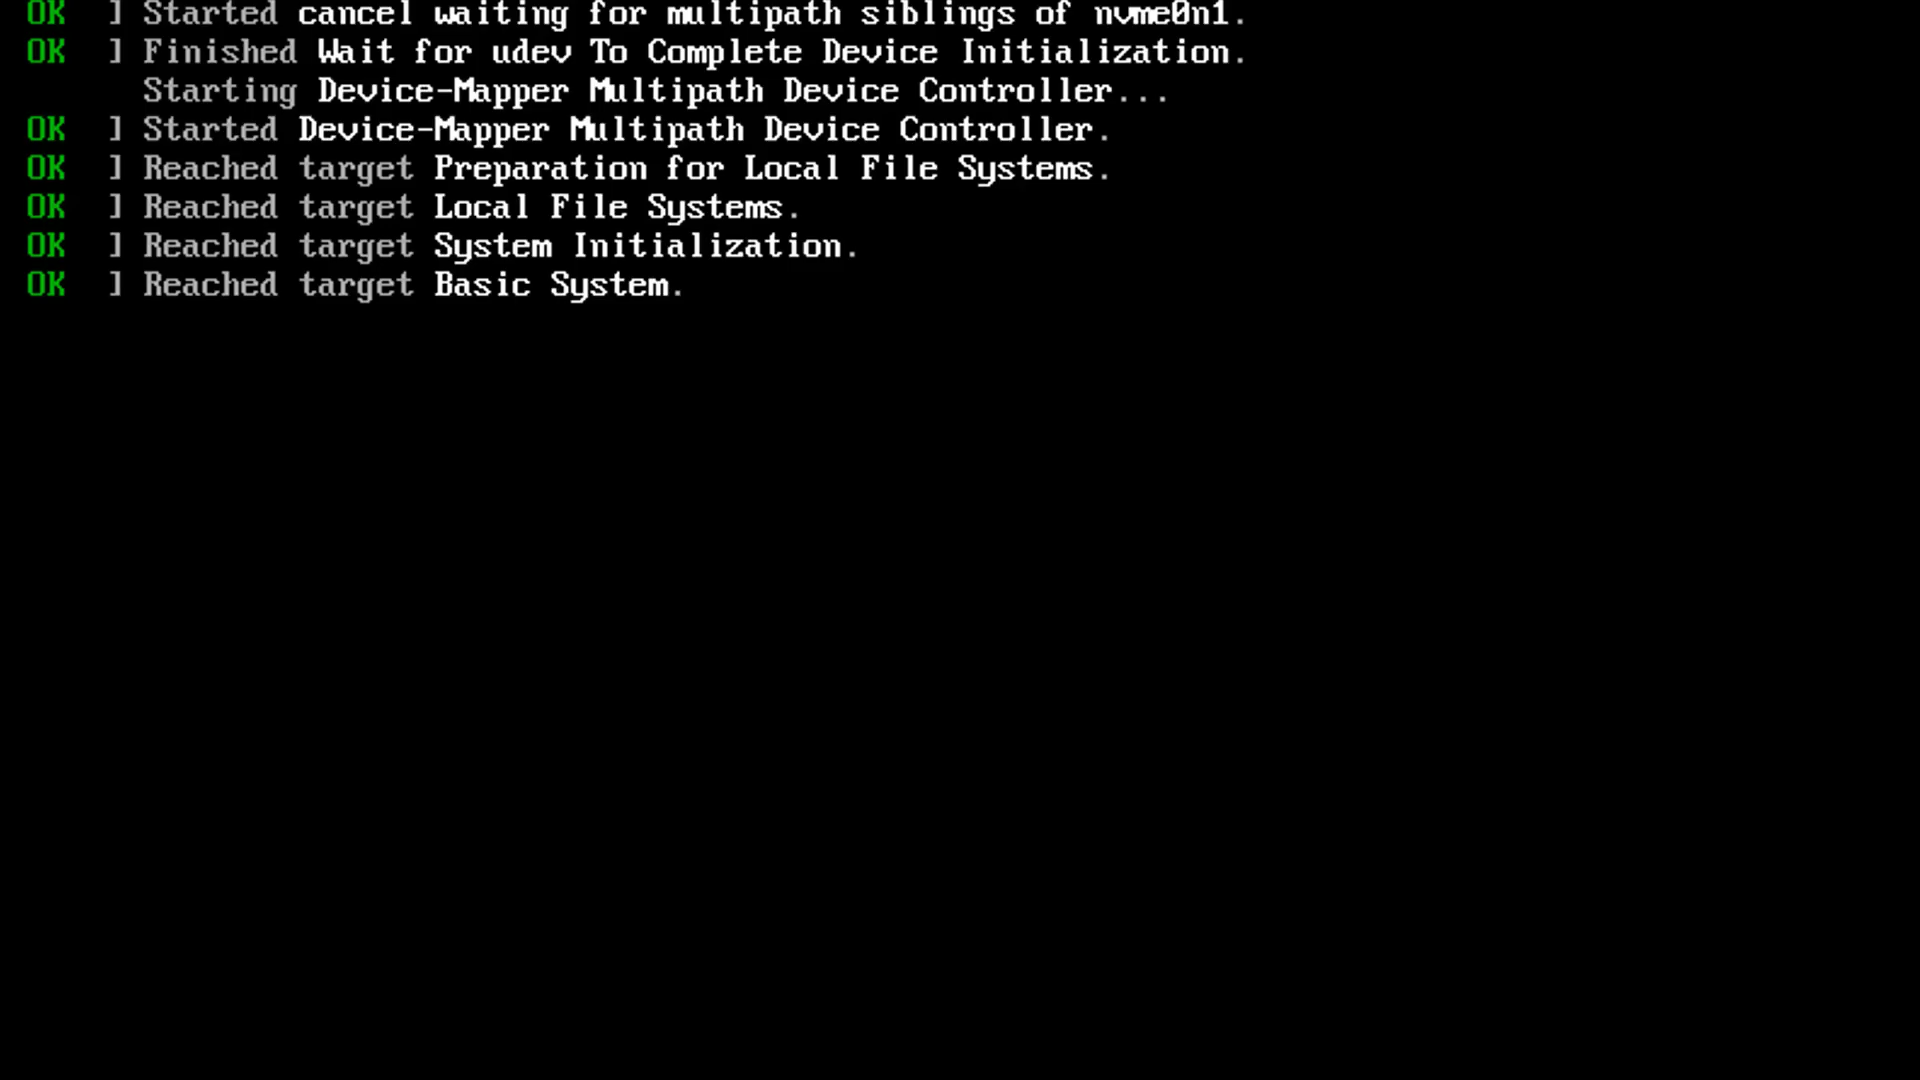 OK ] Started cancel waiting for multipath siblings of nvme0n1.
OK ] Finished Wait for udev To Complete Device Initialization.
Starting Device-Mapper Multipath Device Controller...
OK ] Started Device-Mapper Multipath Device Controller.
OK ] Reached target Preparation for Local File Systems.
OK ] Reached target Local File Systems.
OK ] Reached target System Initialization.
OK ] Reached target Basic System.